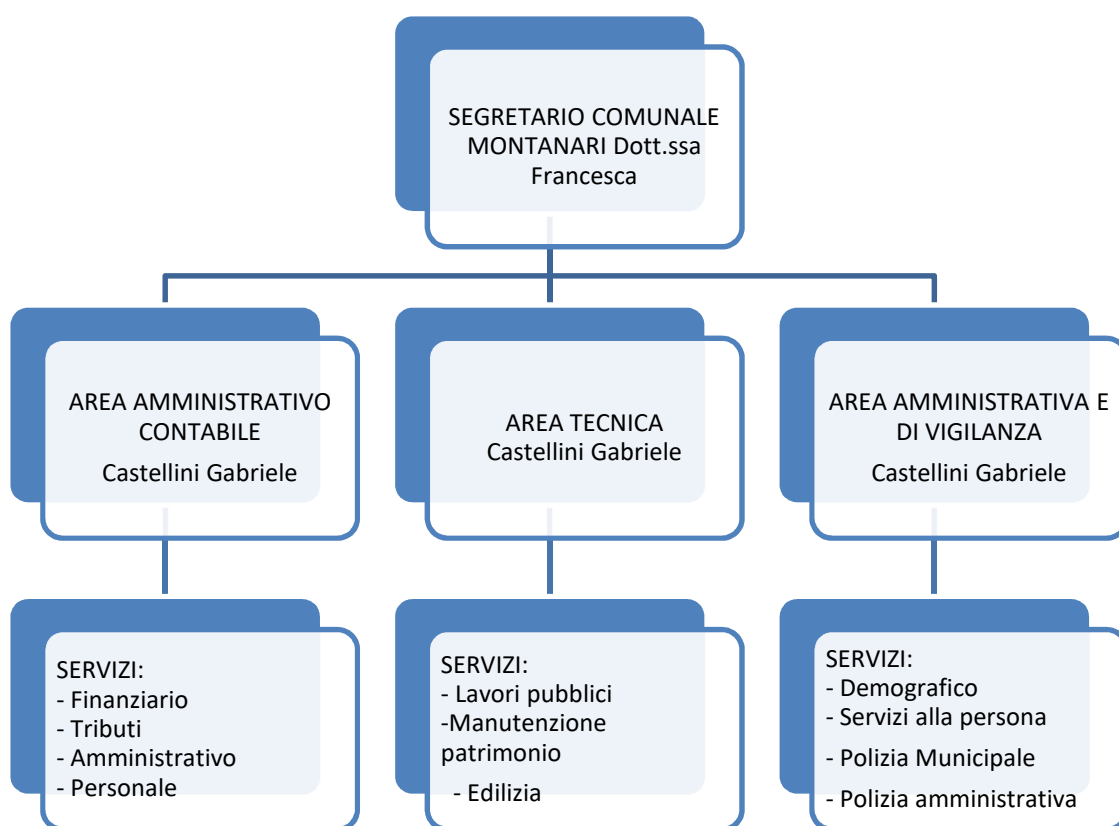 SEGRETARIO COMUNALE
MONTANARI Dott.ssa
Francesca
AREA AMMINISTRATIVO
CONTABILE
Castellini Gabriele
AREA TECNICA
Castellini Gabriele
AREA AMMINISTRATIVA E
DI VIGILANZA
Castellini Gabriele
SERVIZI:
- Finanziario
- Tributi
- Amministrativo
- Personale
SERVIZI:
- Lavori pubblici
-Manutenzione
patrimonio
- Edilizia
SERVIZI:
- Demografico
- Servizi alla persona
- Polizia Municipale
- Polizia amministrativa